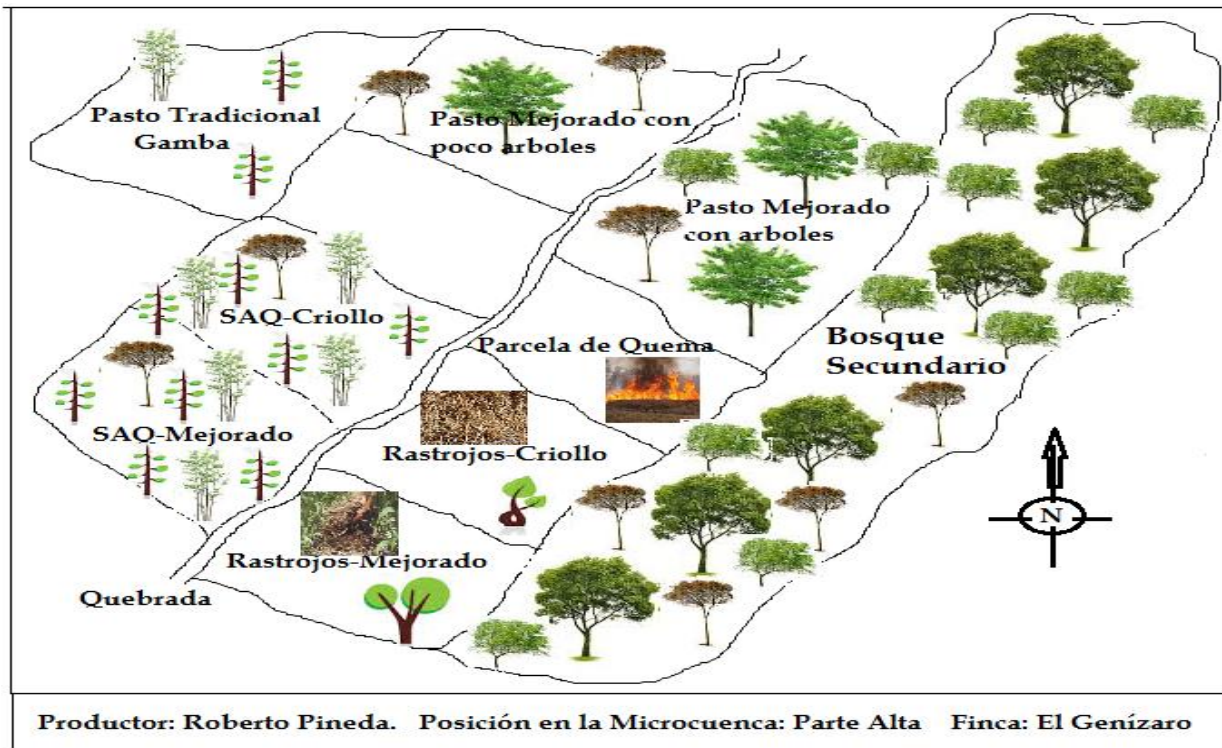 Pasto Tradicional
Gamba
Pasto Mejorado con
poco arboles
Pasto Mejorado
con arboles
SAQ-Criollo
Parcela de Quema
Bosque
Secundario
SAQ-Mejorado
Rastrojos-Criollo
N
Rastrojos-Mejorado
Quebrada
Productor: Roberto Pineda. Posición en la Microcuenca: Parte Alta Finca: El Genízaro